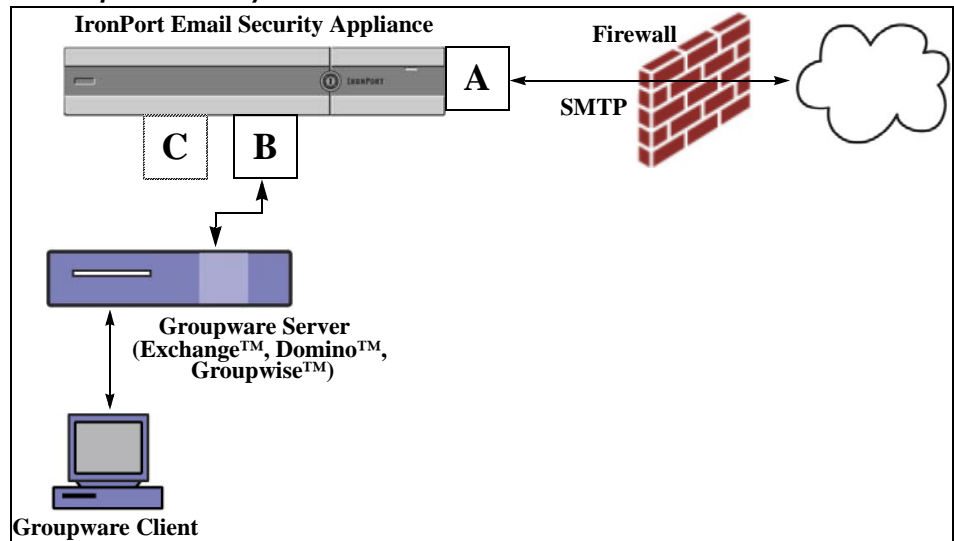 IronPort Email Security Appliance
Firewall
IRONPORT
A
SMTP
C
B
Groupware Server
(Exchange™, Domino™,
Groupwise™)
Groupware Client